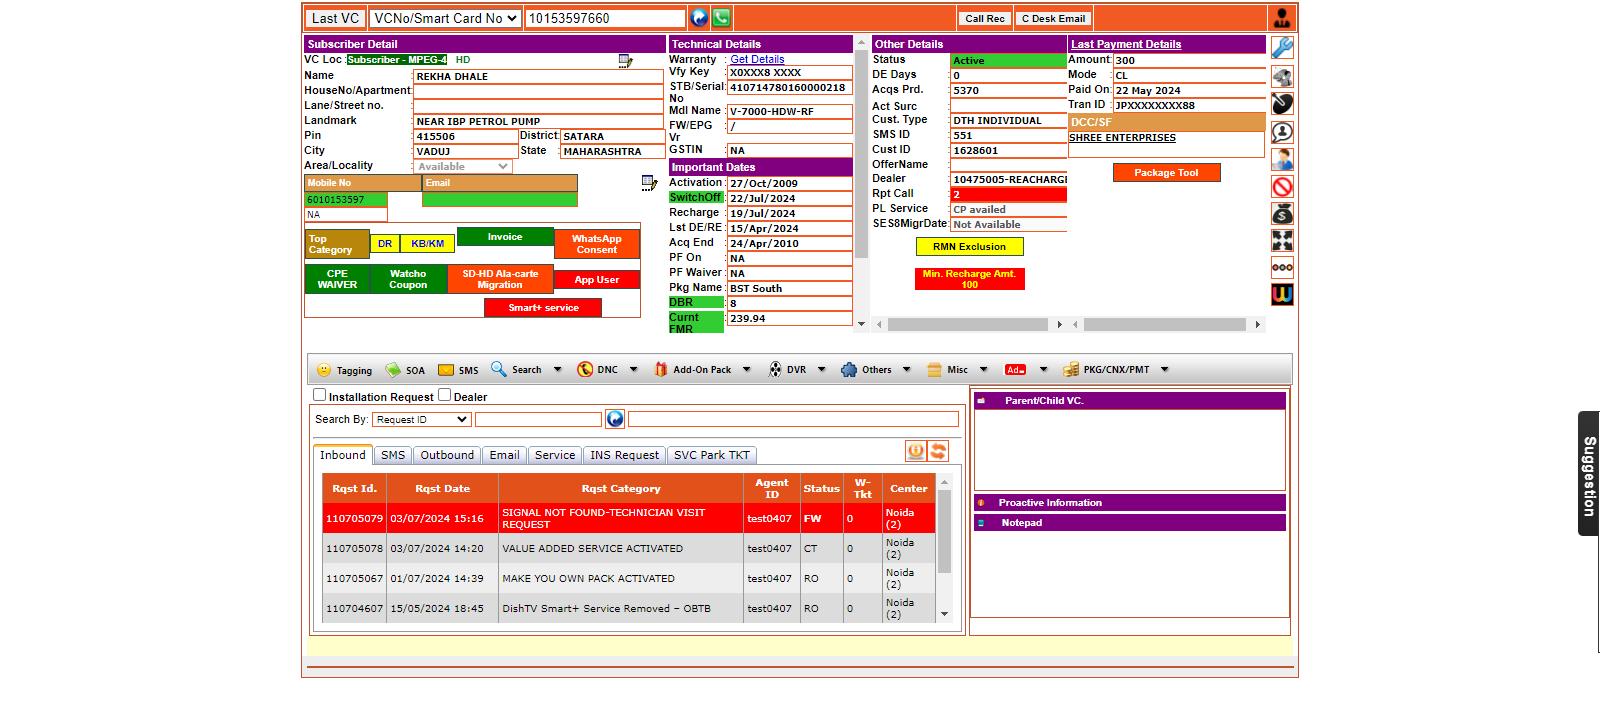 Last VC VCNo/Smart Card No 10153597660 Call Rec C Desk Email
Subscriber Detail
VC Loc :Subscriber - MPEG-4 HD
Name : REKHA DHALE
HouseNo/Apartment:
Lane/Street no. :
Landmark : NEAR IBP PETROL PUMP
Pin : 415506 District: SATARA
City : VADUJ State : MAHARASHTRA
Area/Locality : Available
Mobile No Email
6010153597
NA
Top Category DR KB/KM Invoice WhatsApp Consent
CPE WAIVER Watcho Coupon SD-HD Ala-carte Migration App User
Smart+ service
Technical Details
Warranty : Get Details
Vfy Key : X0XXX8 XXXX
STB/Serial No : 410714780160000218
Mdl Name : V-7000-HDW-RF
FW/EPG Vr : /
GSTIN : NA
Important Dates
Activation : 27/Oct/2009
SwitchOff : 22/Jul/2024
Recharge : 19/Jul/2024
Lst DE/RE : 15/Apr/2024
Acq End : 24/Apr/2010
PF On : NA
PF Waiver : NA
Pkg Name : BST South
DBR : 8
Curnt FMR : 239.94
Other Details
Status : Active
DE Days : 0
Acqs Prd. : 5370
Act Surc :
Cust. Type : DTH INDIVIDUAL
SMS ID : 551
Cust ID : 1628601
OfferName :
Dealer : 10475005-REACHARGE
Rpt Call : 2
PL Service : CP availed
SES8MigrDate: Not Available
RMN Exclusion
Min. Recharge Amt.
100
Last Payment Details
Amount: 300
Mode : CL
Paid On: 22 May 2024
Tran ID : JPXXXXXXXX88
DCC/SF
SHREE ENTERPRISES
Package Tool
Tagging SOA SMS Search DNC Add-On Pack DVR Others Misc Ad PKG/CNX/PMT
Installation Request Dealer
Search By: Request ID
Inbound SMS Outbound Email Service INS Request SVC Park TKT
Rqst Id. Rqst Date Rqst Category Agent ID Status W-Tkt Center
110705079 03/07/2024 15:16 SIGNAL NOT FOUND-TECHNICIAN VISIT REQUEST test0407 FW 0 Noida (2)
110705078 03/07/2024 14:20 VALUE ADDED SERVICE ACTIVATED test0407 CT 0 Noida (2)
110705067 01/07/2024 14:39 MAKE YOU OWN PACK ACTIVATED test0407 RO 0 Noida (2)
110704607 15/05/2024 18:45 DishTV Smart+ Service Removed – OBTB test0407 RO 0 Noida (2)
Parent/Child VC.
Proactive Information
Notepad
Suggestion